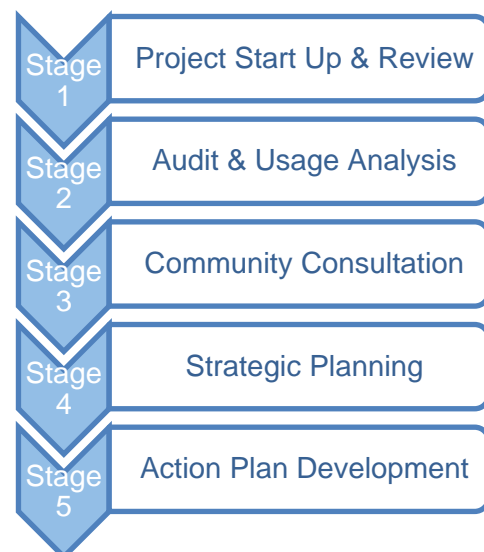 Stage
1
Project Start Up & Review
Stage
2
Audit & Usage Analysis
Stage
3
Community Consultation
Stage
4
Strategic Planning
Stage
5
Action Plan Development